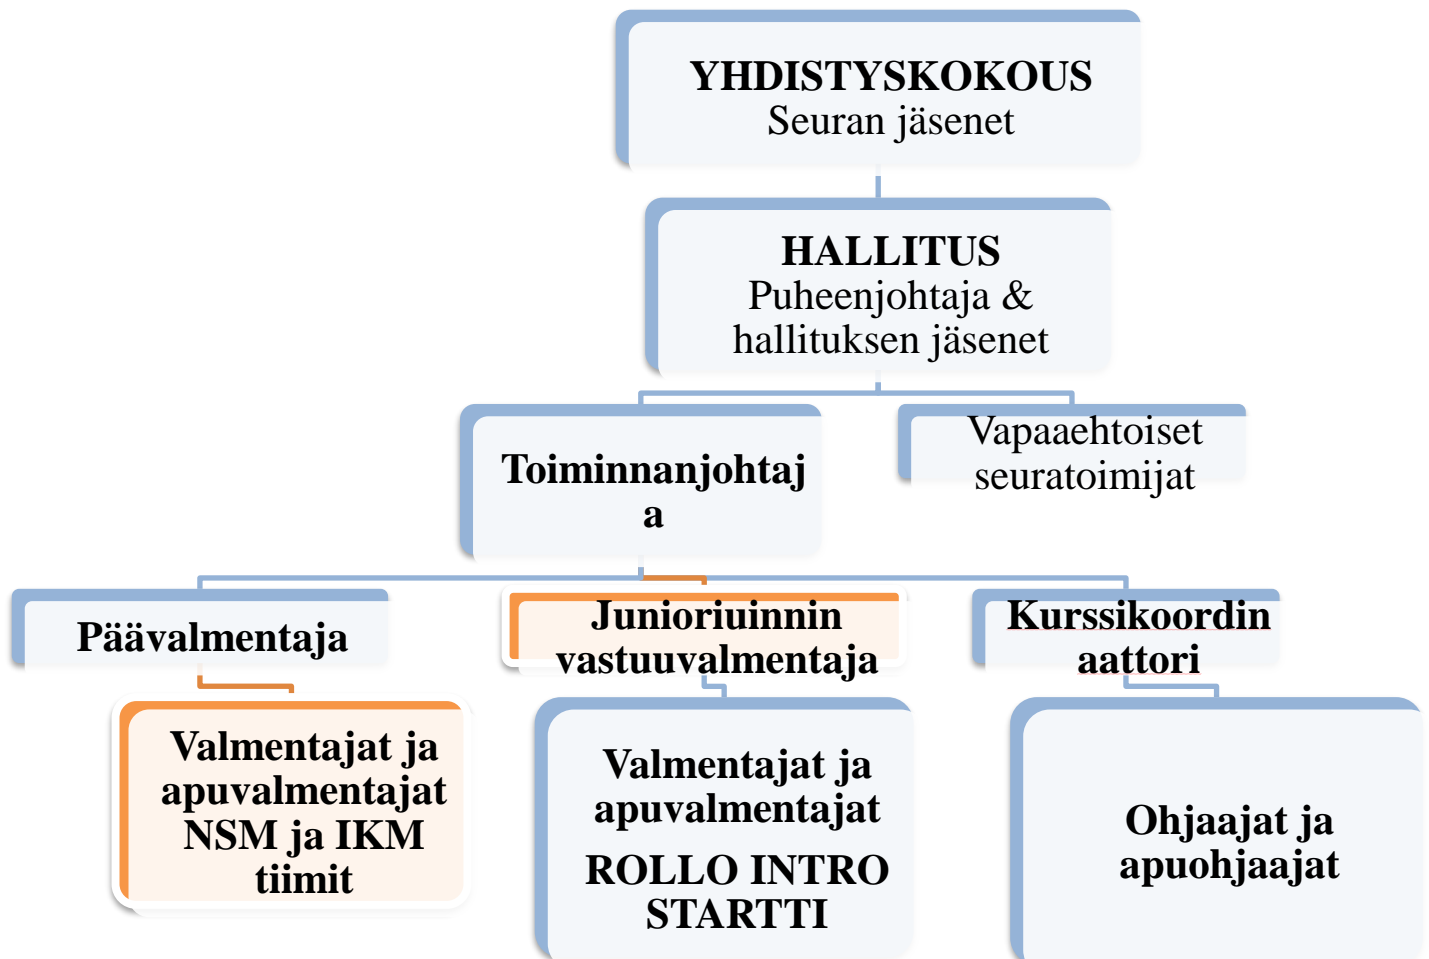 YHDISTYSKOKOUS
Seuran jäsenet
HALLITUS
Puheenjohtaja &
hallituksen jäsenet
Toiminnanjohtaj
a
Vapaaehtoiset
seuratoimijat
Päävalmentaja
Junioriuinnin
vastuuvalmentaja
Kurssikoordin
aattori
Valmentajat ja
apuvalmentajat
NSM ja IKM
tiimit
Valmentajat ja
apuvalmentajat
ROLLO INTRO
STARTTI
Ohjaajat ja
apuohjaajat